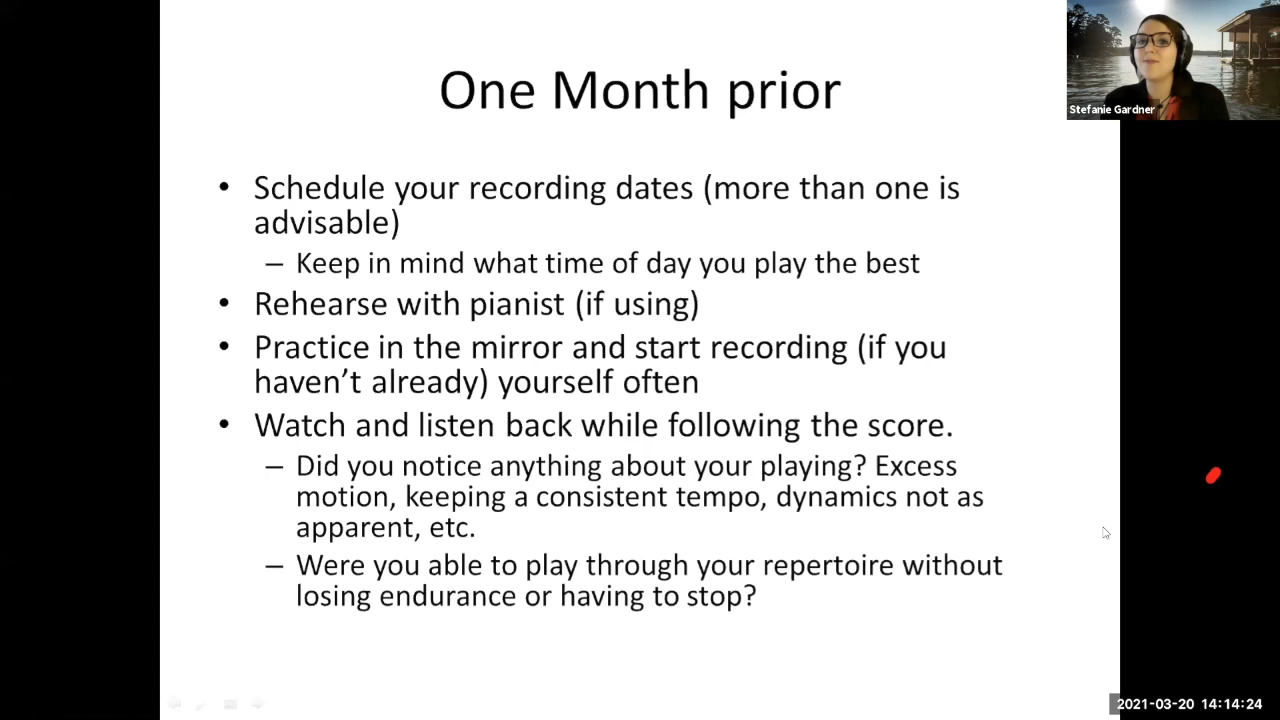 One Month prior
Stefanie Gardner
• Schedule your recording dates (more than one is
advisable)
– Keep in mind what time of day you play the best
• Rehearse with pianist (if using)
• Practice in the mirror and start recording (if you
haven’t already) yourself often
• Watch and listen back while following the score.
– Did you notice anything about your playing? Excess
motion, keeping a consistent tempo, dynamics not as
apparent, etc.
– Were you able to play through your repertoire without
losing endurance or having to stop?
2021-03-20 14:14:24